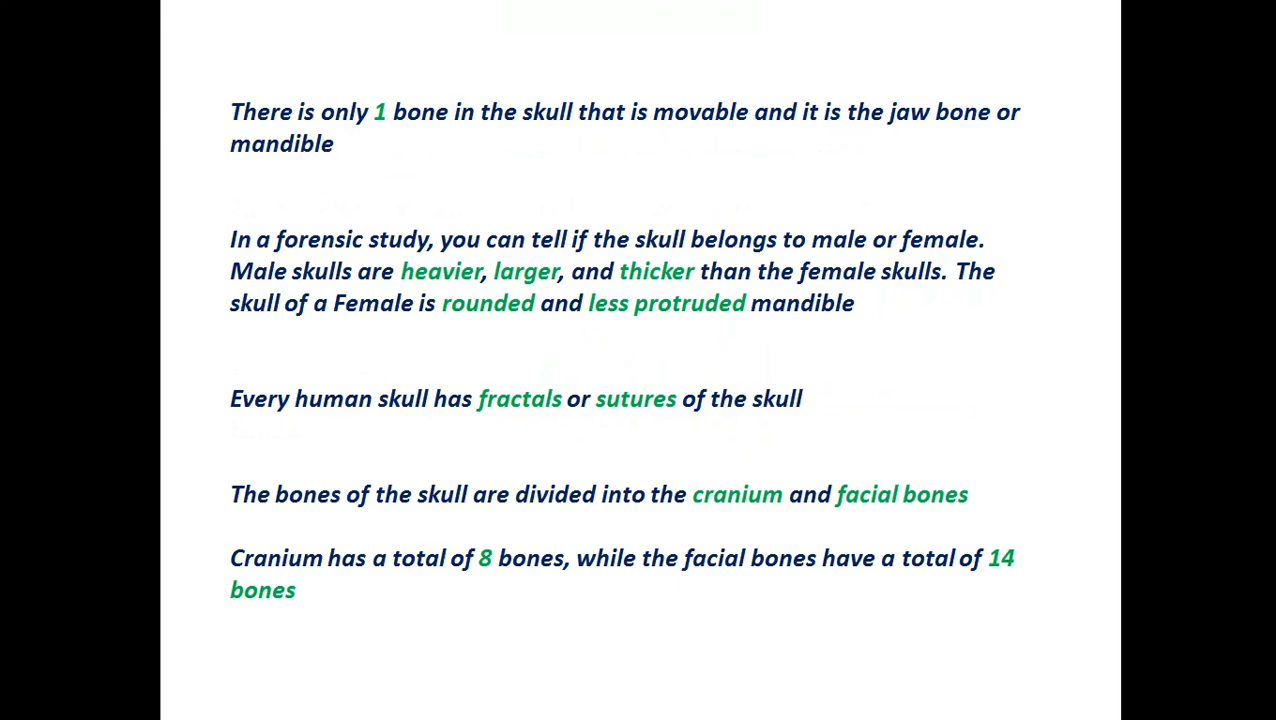 There is only 1 bone in the skull that is movable and it is the jaw bone or
mandible
In a forensic study, you can tell if the skull belongs to male or female.
Male skulls are heavier, larger, and thicker than the female skulls. The
skull of a Female is rounded and less protruded mandible
Every human skull has fractals or sutures of the skull
The bones of the skull are divided into the cranium and facial bones
Cranium has a total of 8 bones, while the facial bones have a total of 14
bones